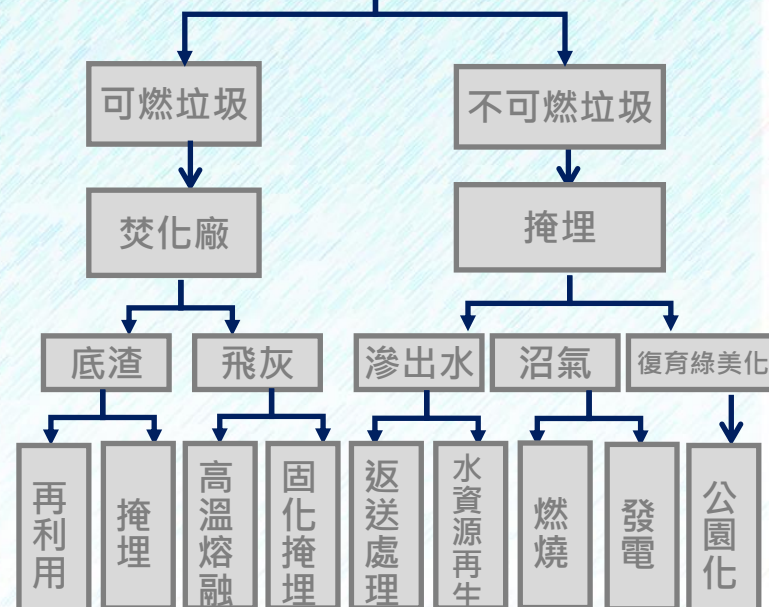 可燃垃圾
不可燃垃圾
焚化廠
掩埋
底渣
飛灰
滲出水
沼氣
復育綠美化
再利用
掩埋
高溫熔融
固化掩埋
返送處理
水資源再生
燃燒
發電
公園化